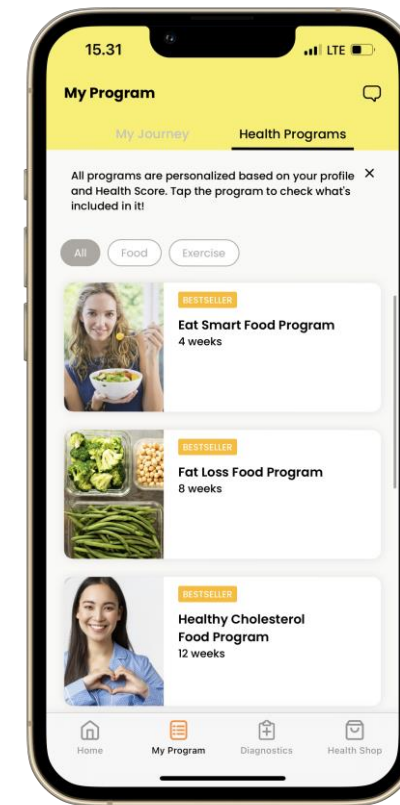 15.31
LTE
My Program
My Journey
Health Programs
All programs are personalized based on your profile
and Health Score. Tap the program to check what's
included in it!
All
Food
Exercise
BESTSELLER
Eat Smart Food Program
4 weeks
BESTSELLER
Fat Loss Food Program
8 weeks
BESTSELLER
Healthy Cholesterol
Food Program
12 weeks
Home
My Program
Diagnostics
Health Shop